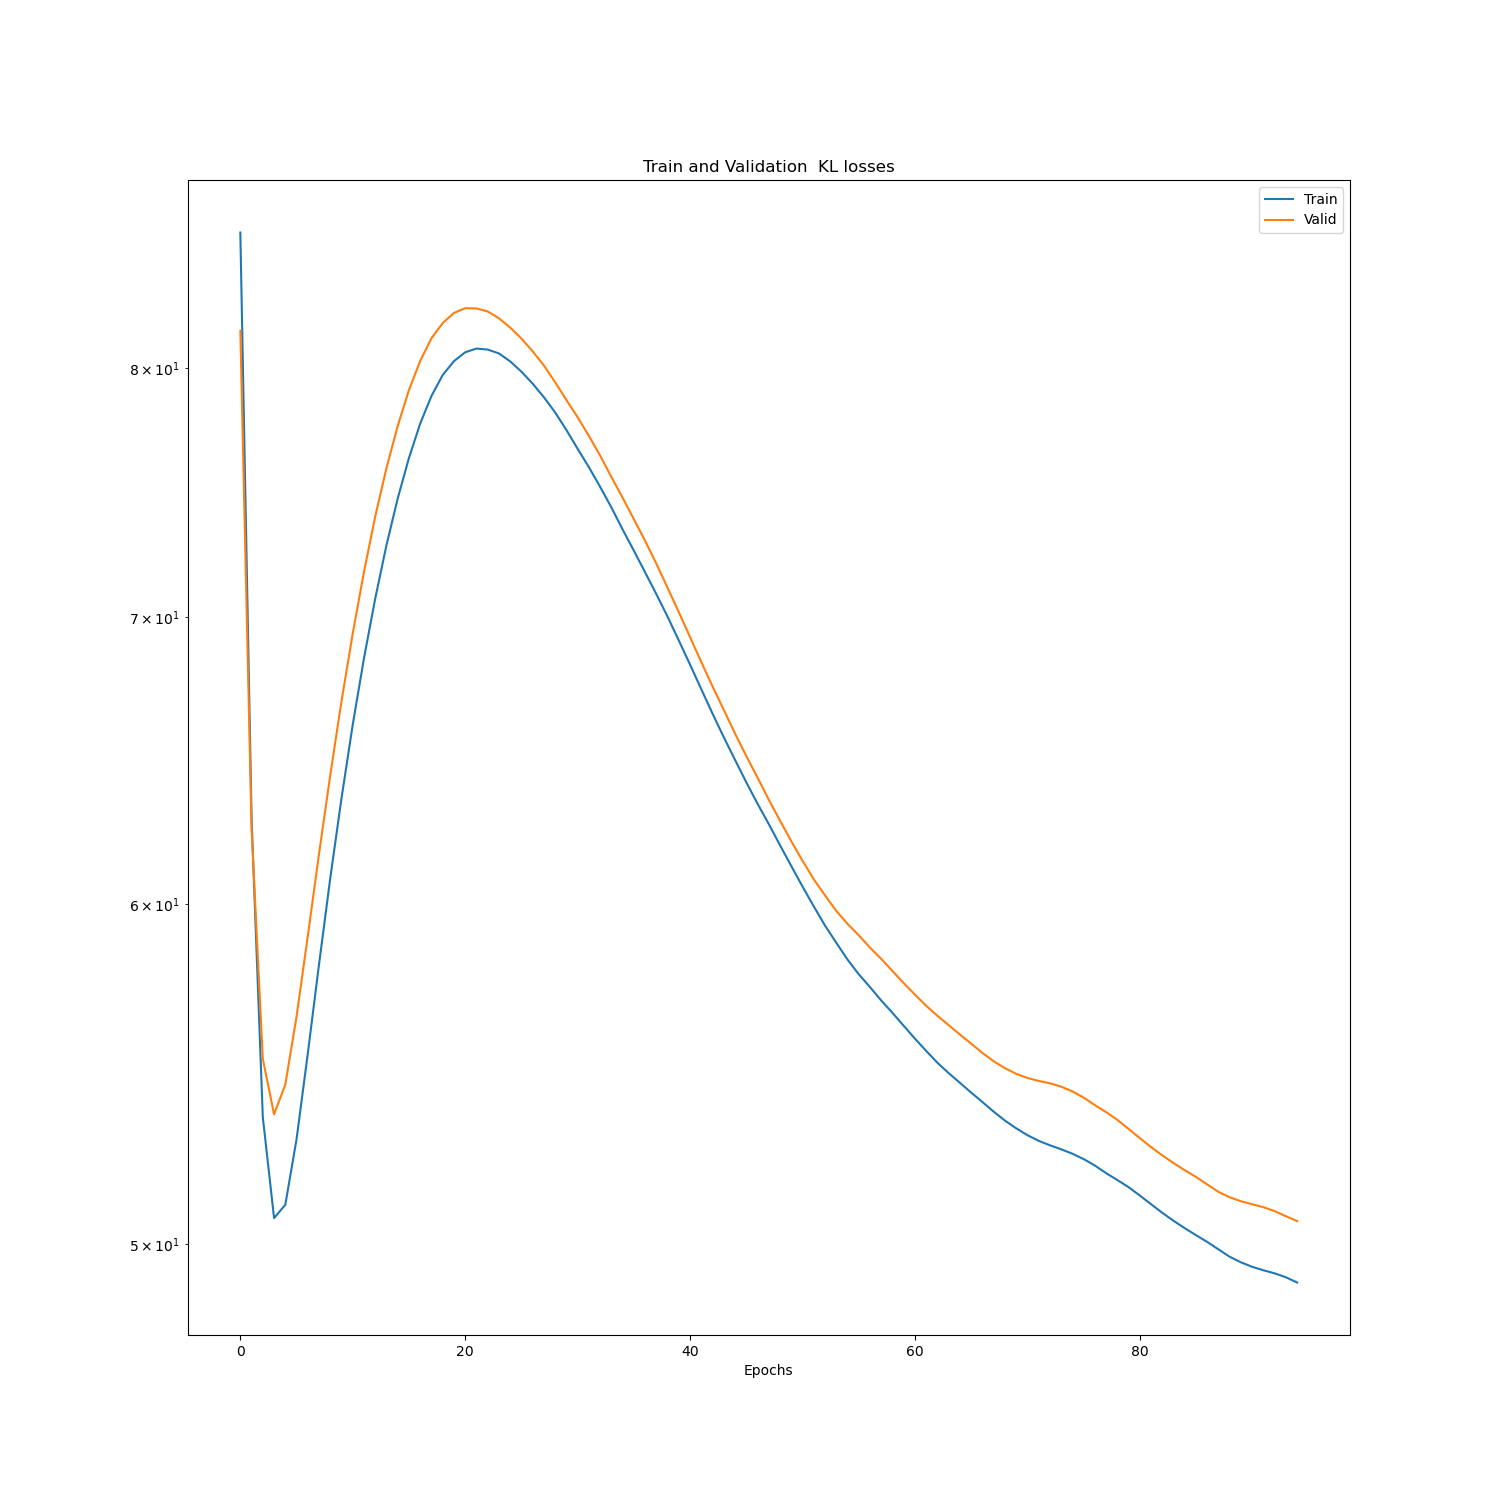 Train and Validation  KL losses
Train
Valid
8 × 10¹
7 × 10¹
6 × 10¹
5 × 10¹
0 20 40 60 80
Epochs